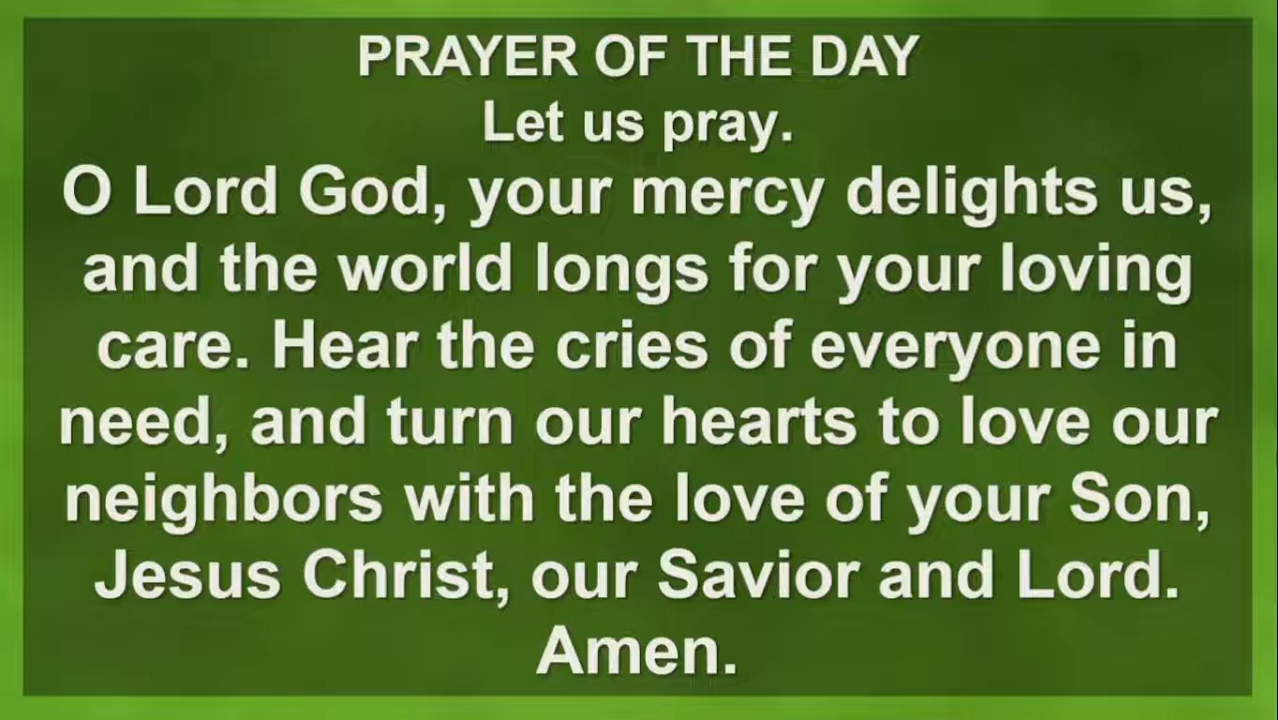 PRAYER OF THE DAY
Let us pray.
O Lord God, your mercy delights us,
and the world longs for your loving
care. Hear the cries of everyone in
need, and turn our hearts to love our
neighbors with the love of your Son,
Jesus Christ, our Savior and Lord.
Amen.